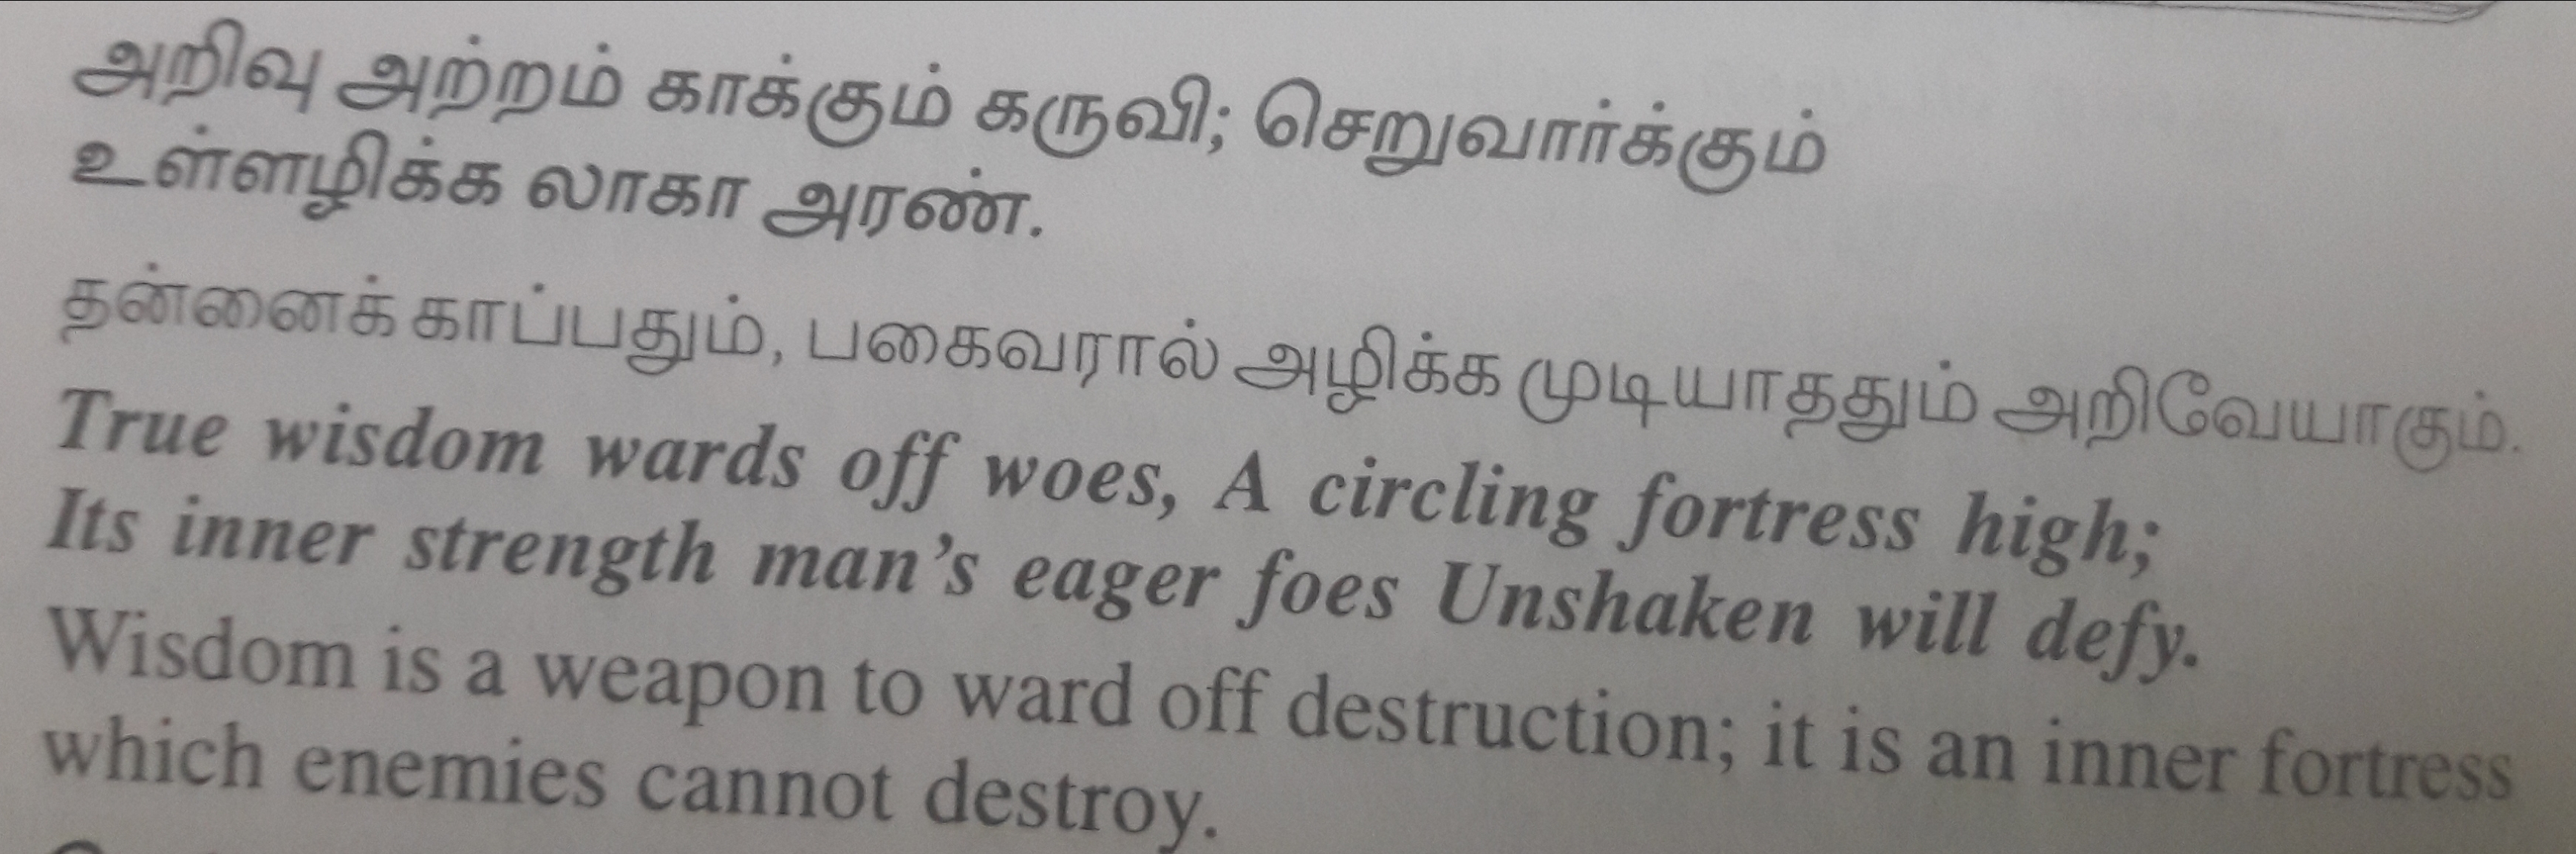 அறிவு அற்றம் காக்கும் கருவி; செறுவார்க்கும்
உள்ளழிக்க லாகா அரண்.
தன்னைக் காப்பதும், பகைவரால் அழிக்க முடியாததும் அறிவேயாகும்.
True wisdom wards off woes, A circling fortress high;
Its inner strength man's eager foes Unshaken will defy.
Wisdom is a weapon to ward off destruction; it is an inner fortress
which enemies cannot destroy.